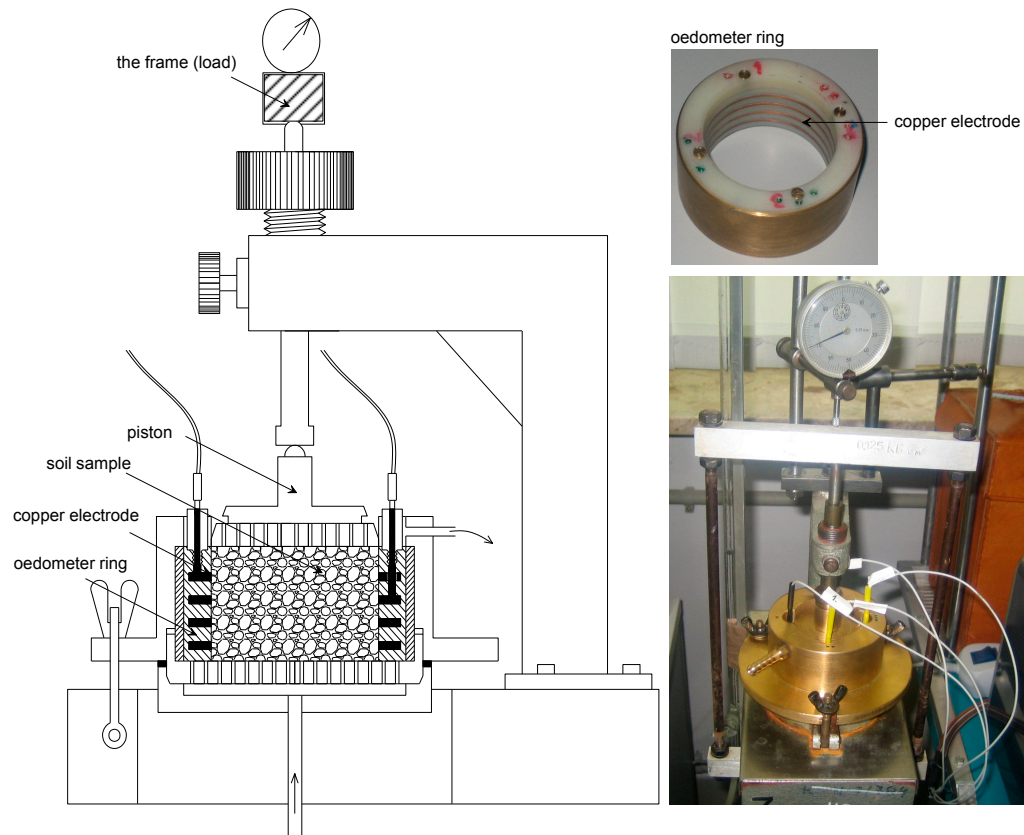 oedometer ring
the frame (load)
copper electrode
piston
soil sample
copper electrode
oedometer ring